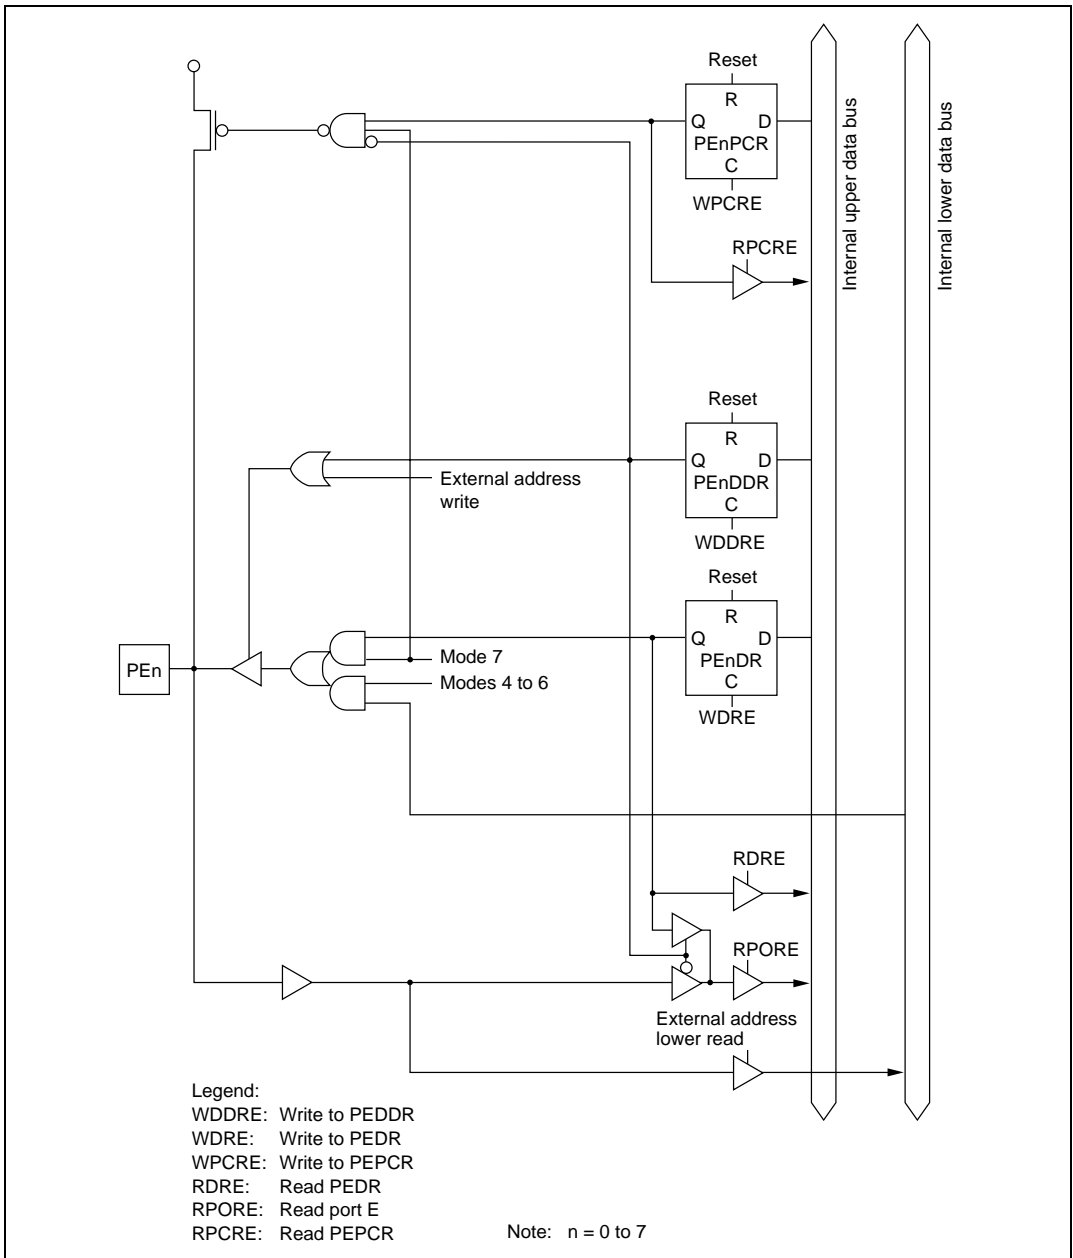 Reset
R
Q D
PEnPCR
C
WPCRE
RPCRE
Internal upper data bus
Internal lower data bus
Reset
R
Q D
PEnDDR
C
WDDRE
External address
write
Reset
R
Q D
PEnDR
C
WDRE
PEn
Mode 7
Modes 4 to 6
RDRE
RPORE
External address
lower read
Legend:
WDDRE: Write to PEDDR
WDRE: Write to PEDR
WPCRE: Write to PEPCR
RDRE: Read PEDR
RPORE: Read port E
RPCRE: Read PEPCR
Note: n = 0 to 7